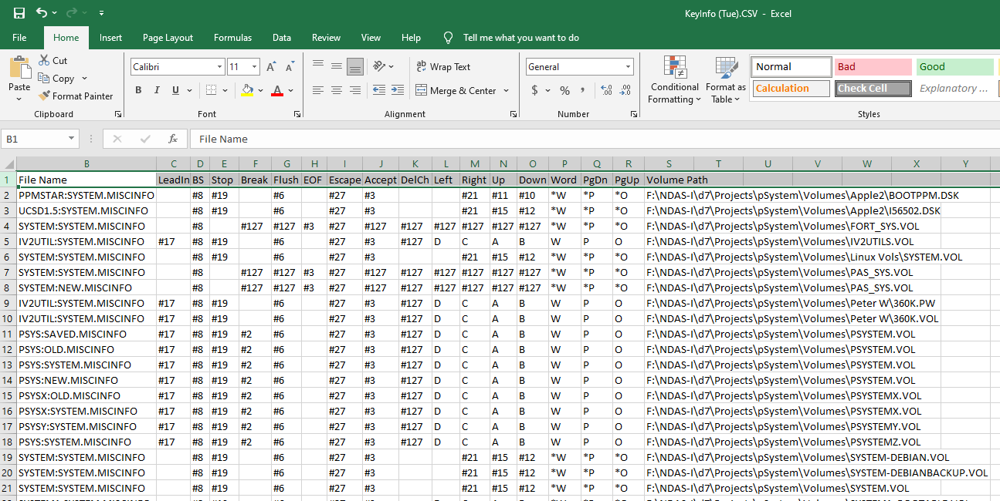 KeyInfo (Tue).CSV - Excel
File Home Insert Page Layout Formulas Data Review View Help Tell me what you want to do
Paste
Cut
Copy
Format Painter
Clipboard
Calibri 11 A A
B I U A
Font
ab Wrap Text
Merge & Center
Alignment
General
$ % , .00 .00
Number
Conditional Formatting
Format as Table
Normal Bad Good
Calculation Check Cell Explanatory ...
Styles
B1 fx File Name
B C D E F G H I J K L M N O P Q R S T U V W X Y
1 File Name LeadIn BS Stop Break Flush EOF Escape Accept DelCh Left Right Up Down Word PgDn PgUp Volume Path
2 PPMSTAR:SYSTEM.MISCINFO #8 #19 #6 #27 #3 #21 #11 #10 *W *P *O F:\NDAS-I\d7\Projects\pSystem\Volumes\Apple2\BOOTPPM.DSK
3 UCSD1.5:SYSTEM.MISCINFO #8 #19 #6 #27 #3 #21 #15 #12 *W *P *O F:\NDAS-I\d7\Projects\pSystem\Volumes\Apple2\I56502.DSK
4 SYSTEM:SYSTEM.MISCINFO #8 #127 #127 #3 #27 #127 #127 #127 #127 #127 #127 *W *P *O F:\NDAS-I\d7\Projects\pSystem\Volumes\FORT_SYS.VOL
5 IV2UTIL:SYSTEM.MISCINFO #17 #8 #19 #6 #27 #3 #127 D C A B W P O F:\NDAS-I\d7\Projects\pSystem\Volumes\IV2UTILS.VOL
6 SYSTEM:SYSTEM.MISCINFO #8 #19 #6 #27 #3 #21 #15 #12 *W *P *O F:\NDAS-I\d7\Projects\pSystem\Volumes\Linux Vols\SYSTEM.VOL
7 SYSTEM:SYSTEM.MISCINFO #8 #127 #127 #3 #27 #127 #127 #127 #127 #127 #127 *W *P *O F:\NDAS-I\d7\Projects\pSystem\Volumes\PAS_SYS.VOL
8 SYSTEM:NEW.MISCINFO #8 #127 #127 #3 #27 #127 #127 #127 #127 #127 #127 *W *P *O F:\NDAS-I\d7\Projects\pSystem\Volumes\PAS_SYS.VOL
9 IV2UTIL:SYSTEM.MISCINFO #17 #8 #19 #6 #27 #3 #127 D C A B W P O F:\NDAS-I\d7\Projects\pSystem\Volumes\Peter W\360K.PW
10 IV2UTIL:SYSTEM.MISCINFO #17 #8 #19 #6 #27 #3 #127 D C A B W P O F:\NDAS-I\d7\Projects\pSystem\Volumes\Peter W\360K.VOL
11 PSYS:SAVED.MISCINFO #17 #8 #19 #2 #6 #27 #3 #127 D C A B W P O F:\NDAS-I\d7\Projects\pSystem\Volumes\PSYSTEM.VOL
12 PSYS:OLD.MISCINFO #17 #8 #19 #2 #6 #27 #3 #127 D C A B W P O F:\NDAS-I\d7\Projects\pSystem\Volumes\PSYSTEM.VOL
13 PSYS:SYSTEM.MISCINFO #17 #8 #19 #2 #6 #27 #3 #127 D C A B W P O F:\NDAS-I\d7\Projects\pSystem\Volumes\PSYSTEM.VOL
14 PSYS:NEW.MISCINFO #17 #8 #19 #2 #6 #27 #3 #127 D C A B W P O F:\NDAS-I\d7\Projects\pSystem\Volumes\PSYSTEM.VOL
15 PSYSX:OLD.MISCINFO #17 #8 #19 #2 #6 #27 #3 #127 D C A B W P O F:\NDAS-I\d7\Projects\pSystem\Volumes\PSYSTEMX.VOL
16 PSYSX:SYSTEM.MISCINFO #17 #8 #19 #2 #6 #27 #3 #127 D C A B W P O F:\NDAS-I\d7\Projects\pSystem\Volumes\PSYSTEMX.VOL
17 PSYSY:SYSTEM.MISCINFO #17 #8 #19 #2 #6 #27 #3 #127 D C A B W P O F:\NDAS-I\d7\Projects\pSystem\Volumes\PSYSTEMY.VOL
18 PSYS:SYSTEM.MISCINFO #17 #8 #19 #2 #6 #27 #3 #127 D C A B W P O F:\NDAS-I\d7\Projects\pSystem\Volumes\PSYSTEMZ.VOL
19 SYSTEM:SYSTEM.MISCINFO #8 #19 #6 #27 #3 #21 #15 #12 *W *P *O F:\NDAS-I\d7\Projects\pSystem\Volumes\SYSTEM-DEBIAN.VOL
20 SYSTEM:SYSTEM.MISCINFO #8 #19 #6 #27 #3 #21 #15 #12 *W *P *O F:\NDAS-I\d7\Projects\pSystem\Volumes\SYSTEM-DEBIANBACKUP.VOL
21 SYSTEM:SYSTEM.MISCINFO #8 #19 #6 #27 #3 #21 #15 #12 *W *P *O F:\NDAS-I\d7\Projects\pSystem\Volumes\SYSTEM.VOL